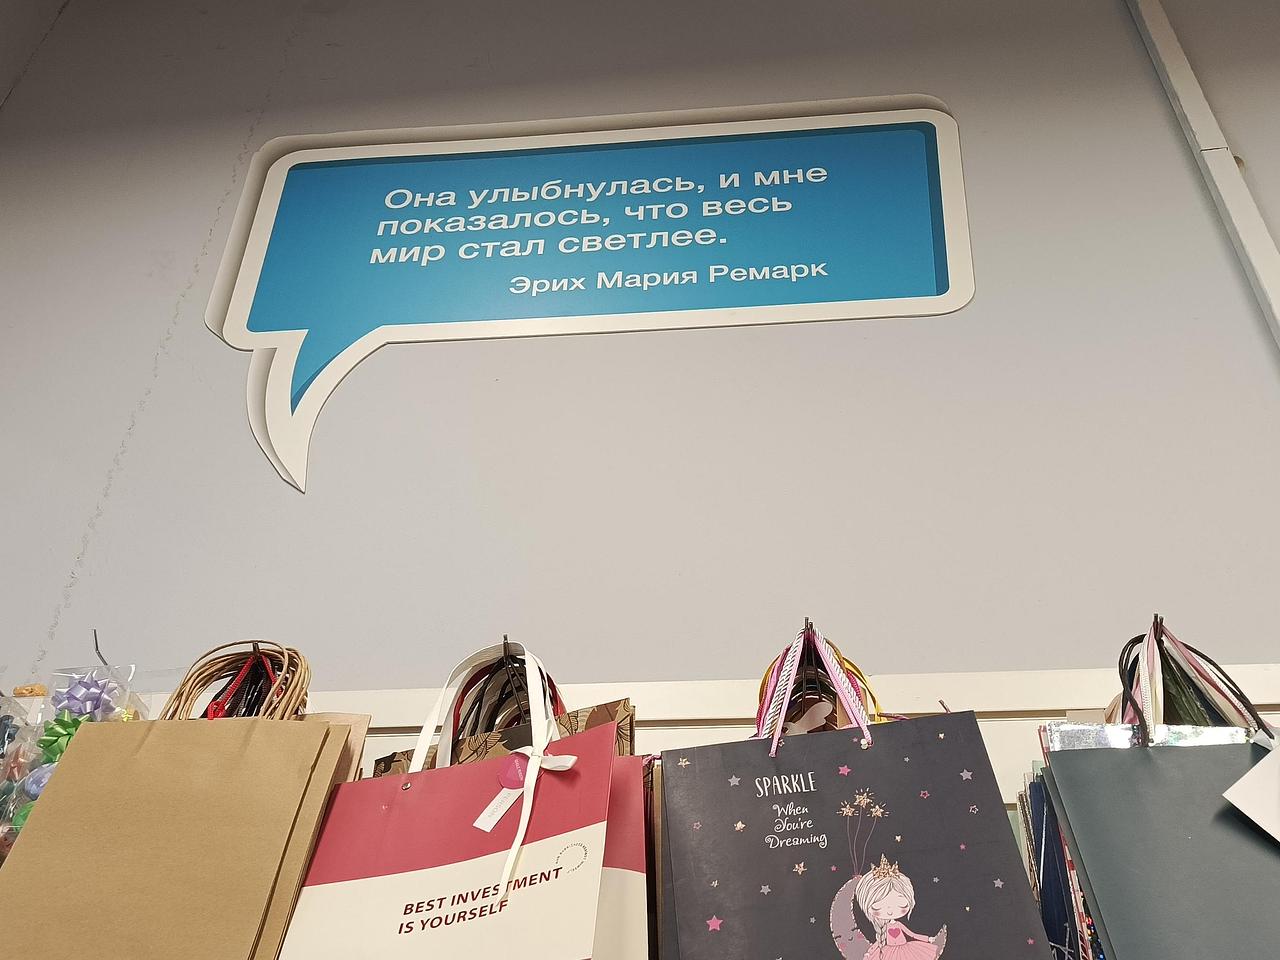 Она улыбнулась, и мне
показалось, что весь
мир стал светлее.
Эрих Мария Ремарк
BEST INVESTMENT
IS YOURSELF
SPARKLE
When
You're
Dreaming